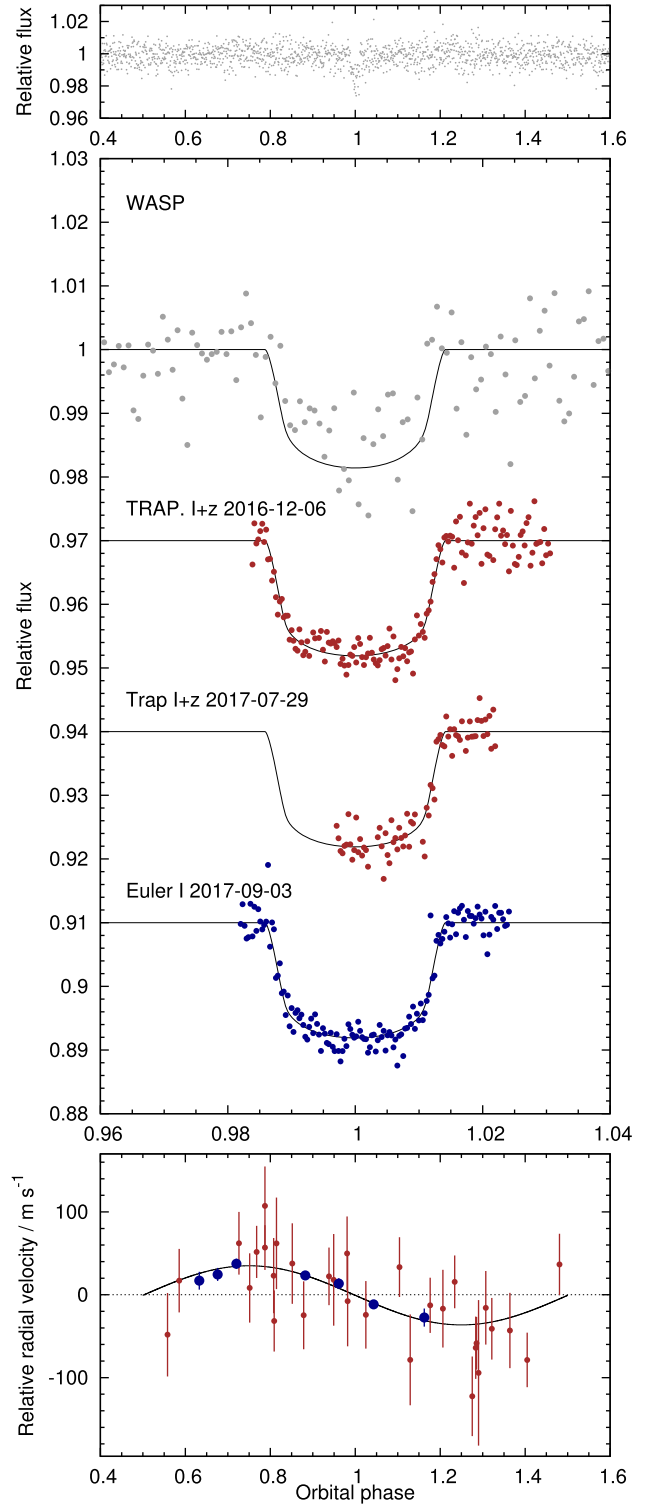 1.02
1
0.98
0.96
Relative flux
0.4 0.6 0.8 1 1.2 1.4 1.6
1.03
WASP
1.02
1.01
1
0.99
0.98
TRAP. I+z 2016-12-06
0.97
0.96
Relative flux
0.95
Trap I+z 2017-07-29
0.94
0.93
0.92
Euler I 2017-09-03
0.91
0.9
0.89
0.88
0.96 0.98 1 1.02 1.04
100
0
-100
Relative radial velocity / m s⁻¹
0.4 0.6 0.8 1 1.2 1.4 1.6
Orbital phase